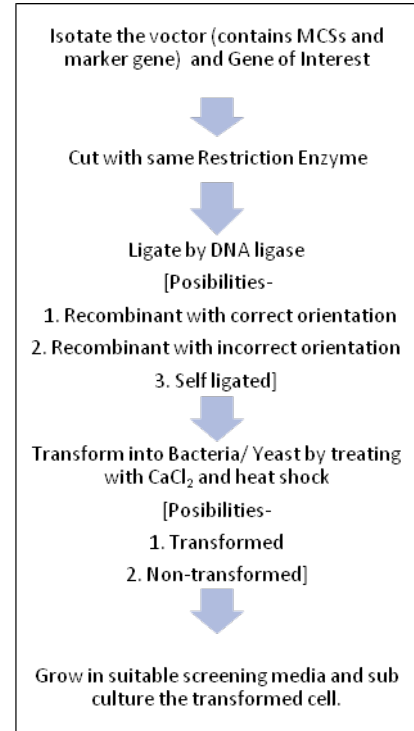 Isotate the voctor (contains MCSs and
marker gene) and Gene of Interest
Cut with same Restriction Enzyme
Ligate by DNA ligase
[Posibilities-
1. Recombinant with correct orientation
2. Recombinant with incorrect orientation
3. Self ligated]
Transform into Bacteria/ Yeast by treating
with CaCl₂ and heat shock
[Posibilities-
1. Transformed
2. Non-transformed]
Grow in suitable screening media and sub
culture the transformed cell.